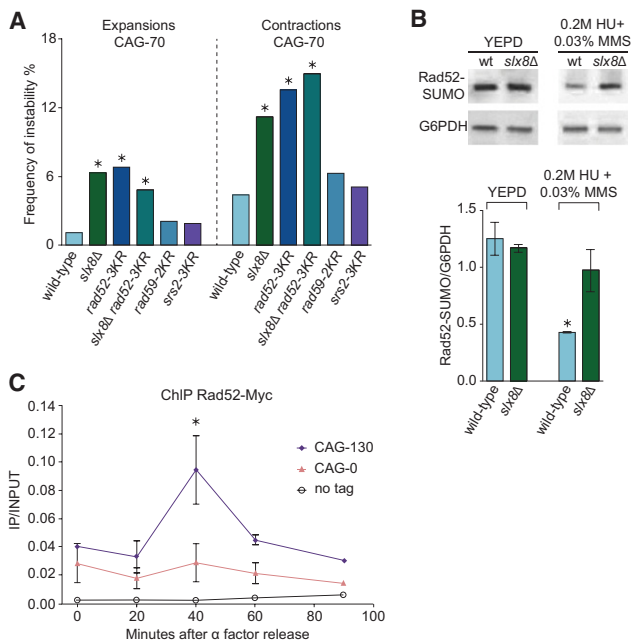 A
Expansions
CAG-70
Contractions
CAG-70
Frequency of instability %
18
12
6
0
*
*
*
*
*
*
wild-type
slx8Δ
rad52-3KR
slx8Δ rad52-3KR
rad59-2KR
srs2-3KR
wild-type
slx8Δ
rad52-3KR
slx8Δ rad52-3KR
rad59-2KR
srs2-3KR
B
YEPD
0.2M HU+
0.03% MMS
wt slx8Δ
wt slx8Δ
Rad52-
SUMO
G6PDH
YEPD
0.2M HU +
0.03% MMS
Rad52-SUMO/G6PDH
1.5
1.0
0.5
0.0
*
wild-type
slx8Δ
wild-type
slx8Δ
C
ChIP Rad52-Myc
IP/INPUT
0.14
0.12
0.10
0.08
0.06
0.04
0.02
0.00
*
CAG-130
CAG-0
no tag
0 20 40 60 80 100
Minutes after α factor release